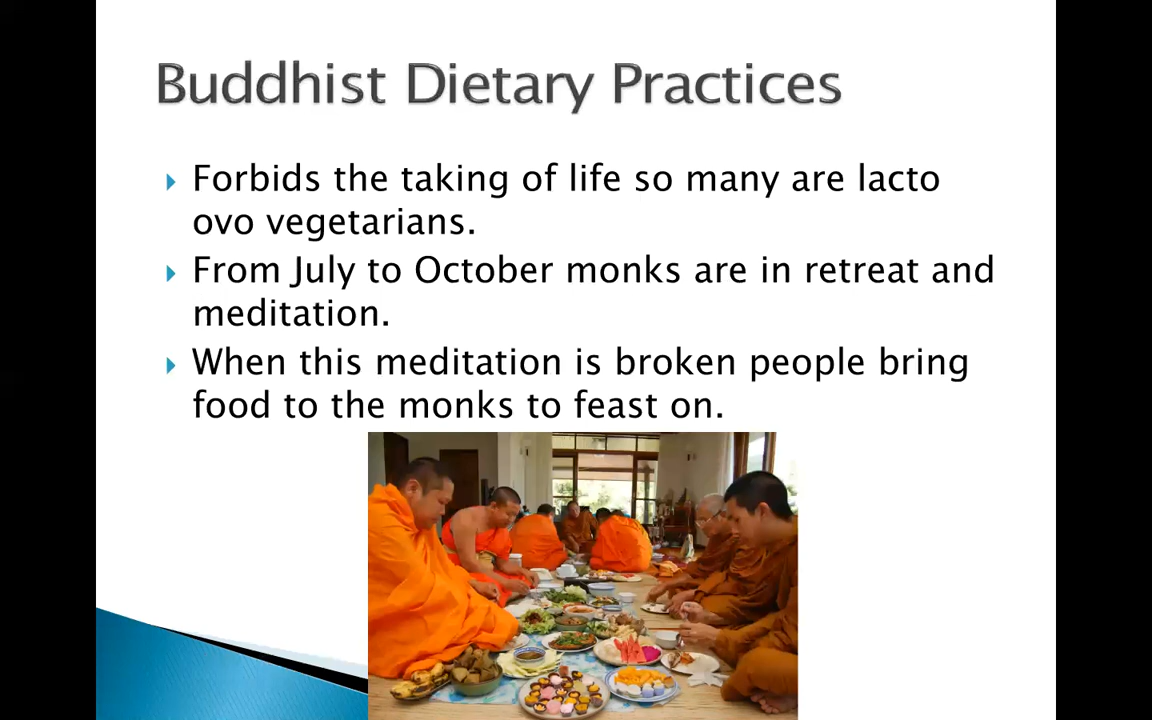 Buddhist Dietary Practices
Forbids the taking of life so many are lacto
ovo vegetarians.
From July to October monks are in retreat and
meditation.
When this meditation is broken people bring
food to the monks to feast on.